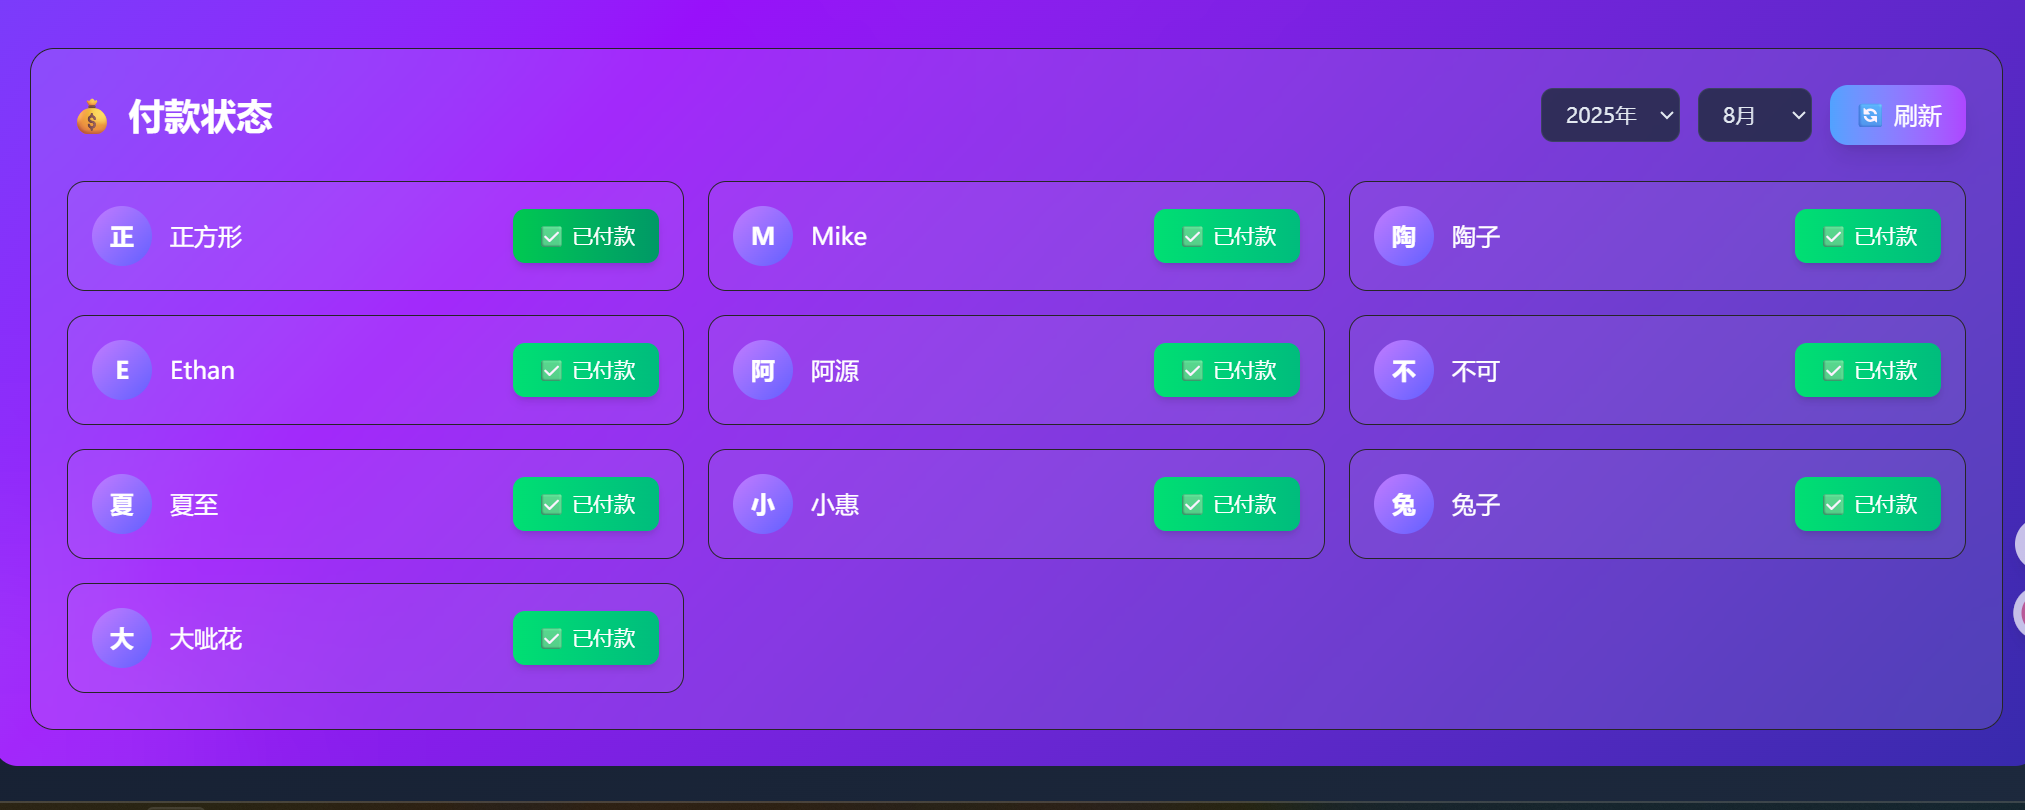 💰 付款状态
2025年 8月 🔄 刷新
正 正方形 ✅ 已付款
M Mike ✅ 已付款
陶 陶子 ✅ 已付款
E Ethan ✅ 已付款
阿 阿源 ✅ 已付款
不 不可 ✅ 已付款
夏 夏至 ✅ 已付款
小 小惠 ✅ 已付款
兔 兔子 ✅ 已付款
大 大呲花 ✅ 已付款